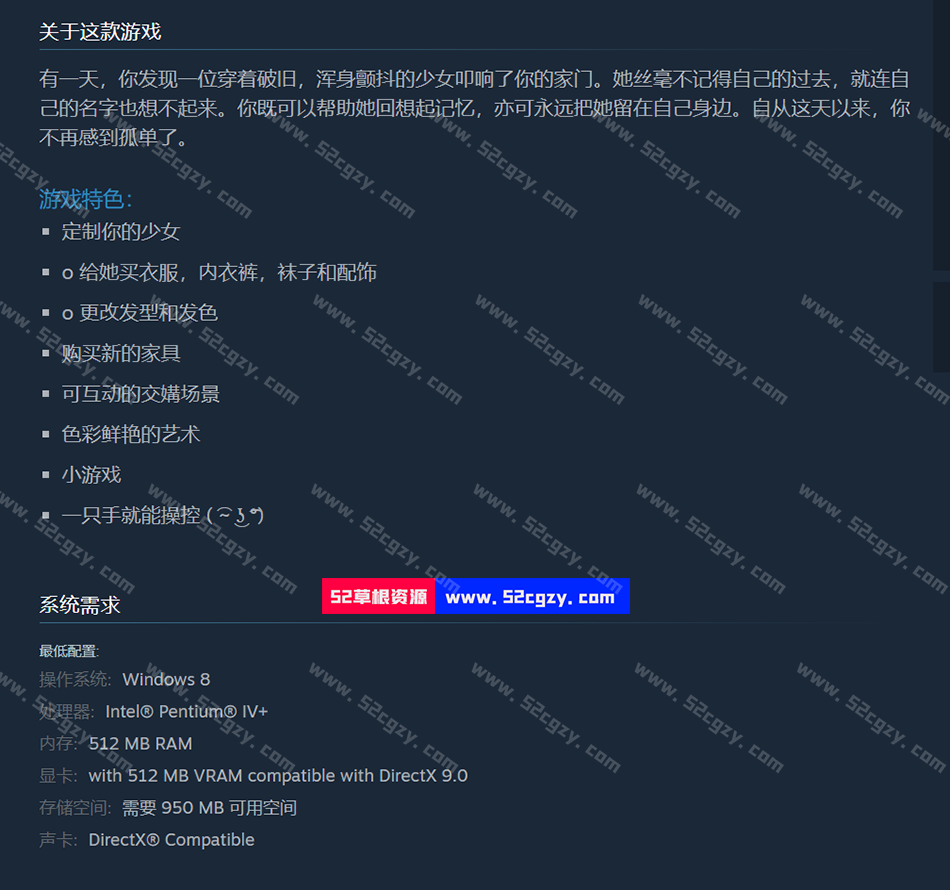 关于这款游戏
有一天，你发现一位穿着破旧，浑身颤抖的少女叩响了你的家门。她丝毫不记得自己的过去，就连自
己的名字也想不起来。你既可以帮助她回想起记忆，亦可永远把她留在自己身边。自从这天以来，你
不再感到孤单了。
游戏特色：
定制你的少女
o 给她买衣服，内衣裤，袜子和配饰
o 更改发型和发色
购买新的家具
可互动的交媾场景
色彩鲜艳的艺术
小游戏
一只手就能操控 ( ͡~ ͜ʖ ͡°)
52草根资源 www.52cgzy.com
系统需求
最低配置:
操作系统: Windows 8
处理器: Intel® Pentium® IV+
内存: 512 MB RAM
显卡: with 512 MB VRAM compatible with DirectX 9.0
存储空间: 需要 950 MB 可用空间
声卡: DirectX® Compatible